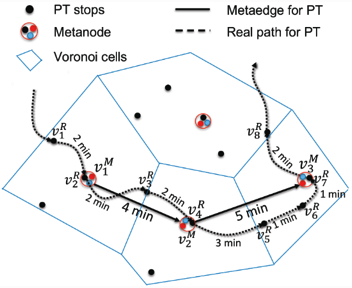 PT stops
Metaedge for PT
Metanode
Real path for PT
Voronoi cells
v_1^R
2 min
v_2^R
v_1^M
2 min
v_3^R
2 min
4 min
v_4^R
v_2^M
5 min
3 min
v_5^R
1 min
v_6^R
1 min
v_7^R
v_3^M
2 min
v_8^R